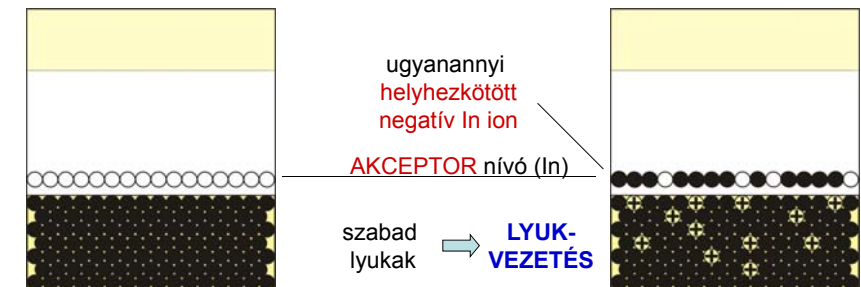 ugyanannyi
helyhezkötött
negatív In ion
AKCEPTOR nívó (In)
szabad
lyukak
LYUK-
VEZETÉS